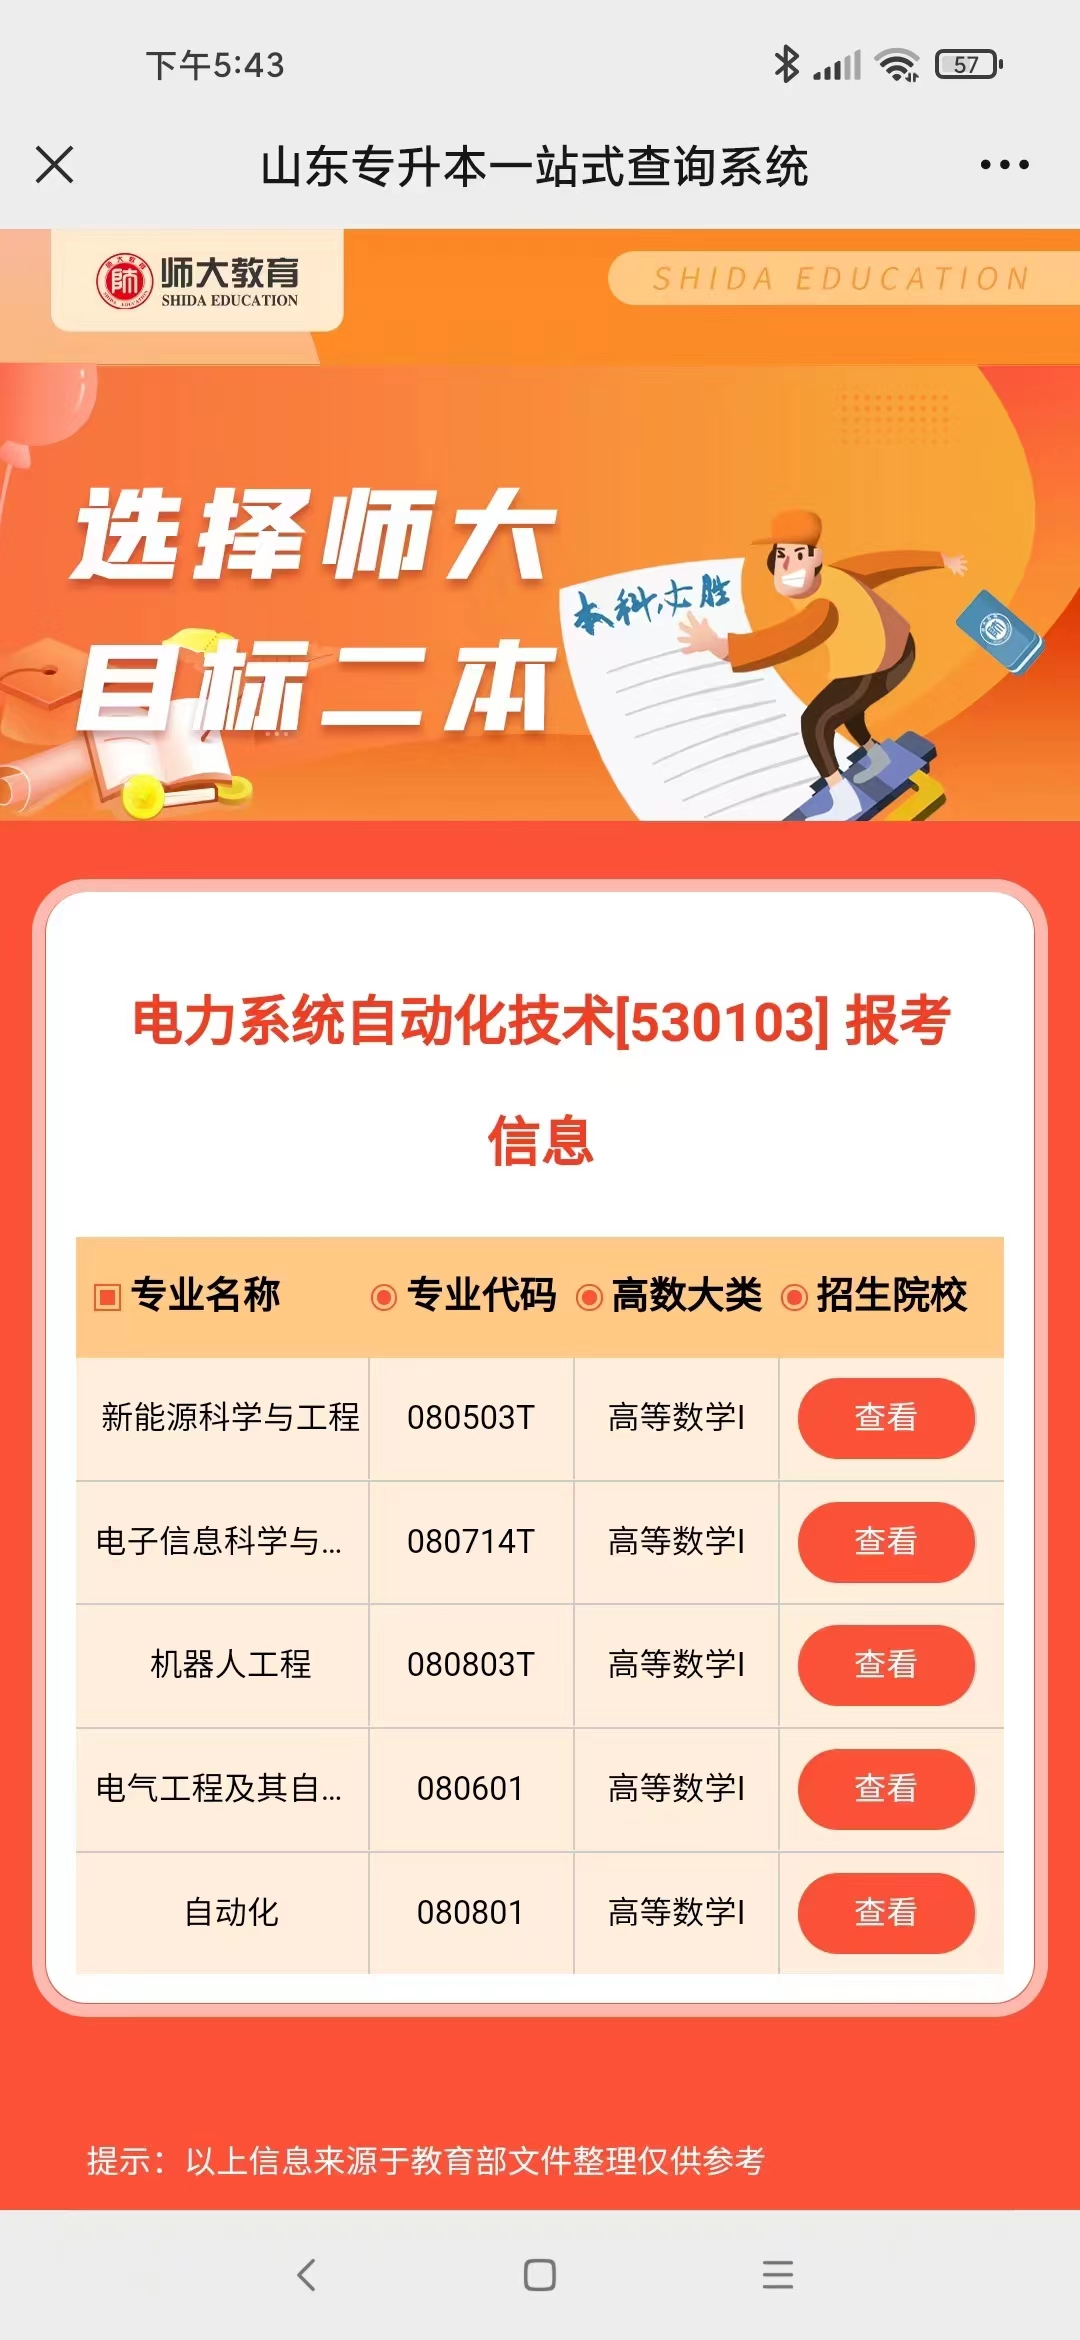 下午5:43
57
山东专升本一站式查询系统
师大教育
SHIDA EDUCATION
SHIDA EDUCATION
选择师大
目标二本
本科必胜
电力系统自动化技术[530103] 报考
信息
专业名称 专业代码 高数大类 招生院校
新能源科学与工程 080503T 高等数学I 查看
电子信息科学与... 080714T 高等数学I 查看
机器人工程 080803T 高等数学I 查看
电气工程及其自... 080601 高等数学I 查看
自动化 080801 高等数学I 查看
提示：以上信息来源于教育部文件整理仅供参考